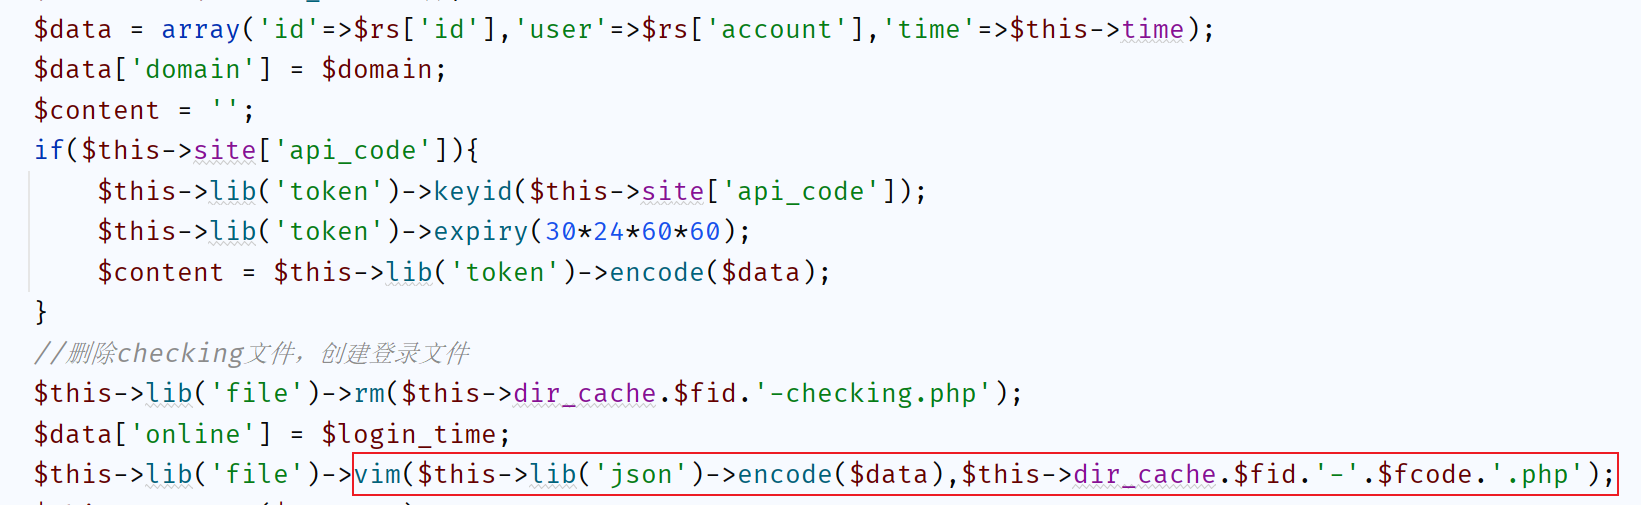 $data = array('id'=>$rs['id'],'user'=>$rs['account'],'time'=>$this->time);
$data['domain'] = $domain;
$content = '';
if($this->site['api_code']){
    $this->lib('token')->keyid($this->site['api_code']);
    $this->lib('token')->expiry(30*24*60*60);
    $content = $this->lib('token')->encode($data);
}
//删除checking文件，创建登录文件
$this->lib('file')->rm($this->dir_cache.$fid.'-checking.php');
$data['online'] = $login_time;
$this->lib('file')->vim($this->lib('json')->encode($data),$this->dir_cache.$fid.'-'.$fcode.'.php');